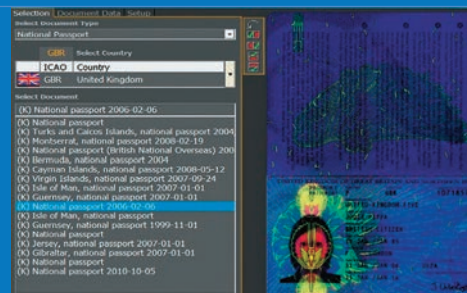 Selection Document Data Setup
Select Document Type
National Passport
GBR Select Country
ICAO Country
GBR United Kingdom
Select Document
(K) National passport 2006-02-06
(K) National passport
(K) Turks and Caicos Islands, national passport 2004
(K) Montserrat, national passport 2008-02-19
(K) National passport (British National Overseas) 200
(K) Bermuda, national passport 2004
(K) Cayman Islands, national passport 2008-05-12
(K) Virgin Islands, national passport 2007-09-24
(K) Isle of Man, national passport 2007-01-01
(K) Guernsey, national passport 2007-01-01
(K) National passport 2006-02-06
(K) Isle of Man, national passport
(K) Guernsey, national passport 1999-11-01
(K) National passport
(K) Jersey, national passport 2007-01-01
(K) Gibraltar, national passport 2007-01-01
(K) National passport
(K) National passport 2010-10-05
GBR
BRITISH CITIZEN